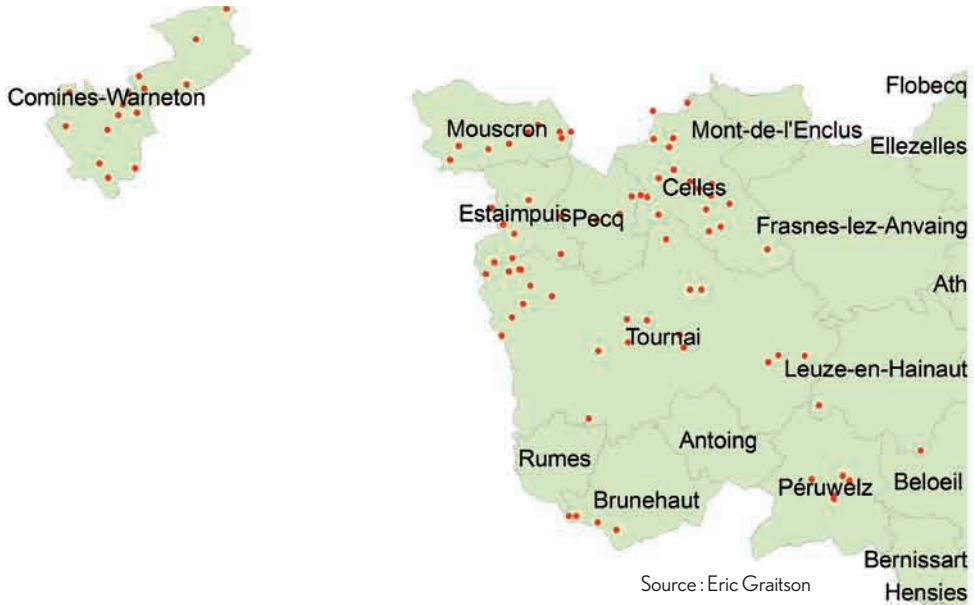 Flobecq
Comines-Warneton
Mouscron
Mont-de-l'Enclus
Ellezelles
Celles
Estaimpuis
Pecq
Frasnes-lez-Anvaing
Ath
Tournai
Leuze-en-Hainaut
Antoing
Rumes
Péruwelz
Beloeil
Brunehaut
Bernissart
Source : Eric Graitson
Hensies